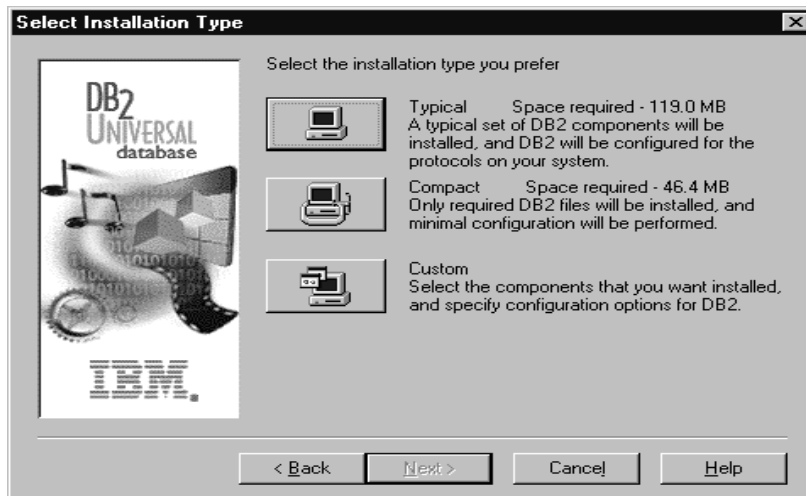 Select Installation Type
DB2
UNIVERSAL
database
IBM.
Select the installation type you prefer
Typical Space required - 119.0 MB
A typical set of DB2 components will be
installed, and DB2 will be configured for the
protocols on your system.
Compact Space required - 46.4 MB
Only required DB2 files will be installed, and
minimal configuration will be performed.
Custom
Select the components that you want installed,
and specify configuration options for DB2.
< Back Next > Cancel Help